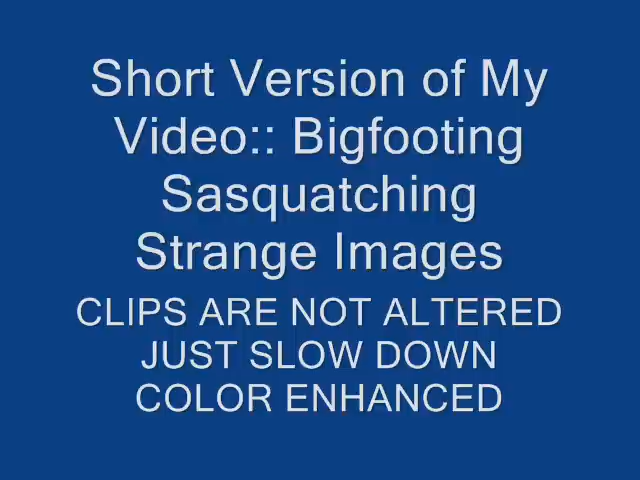 Short Version of My
Video:: Bigfooting
Sasquatching
Strange Images
CLIPS ARE NOT ALTERED
JUST SLOW DOWN
COLOR ENHANCED